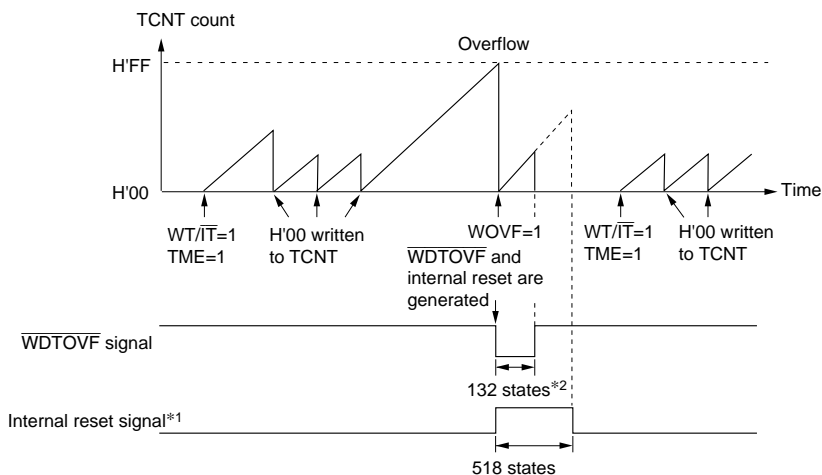 TCNT count
Overflow
H'FF
H'00
Time
WT/IT=1
TME=1
H'00 written
to TCNT
WOVF=1
WDTOVF and
internal reset are
generated
WT/IT=1
TME=1
H'00 written
to TCNT
WDTOVF signal
132 states*2
Internal reset signal*1
518 states